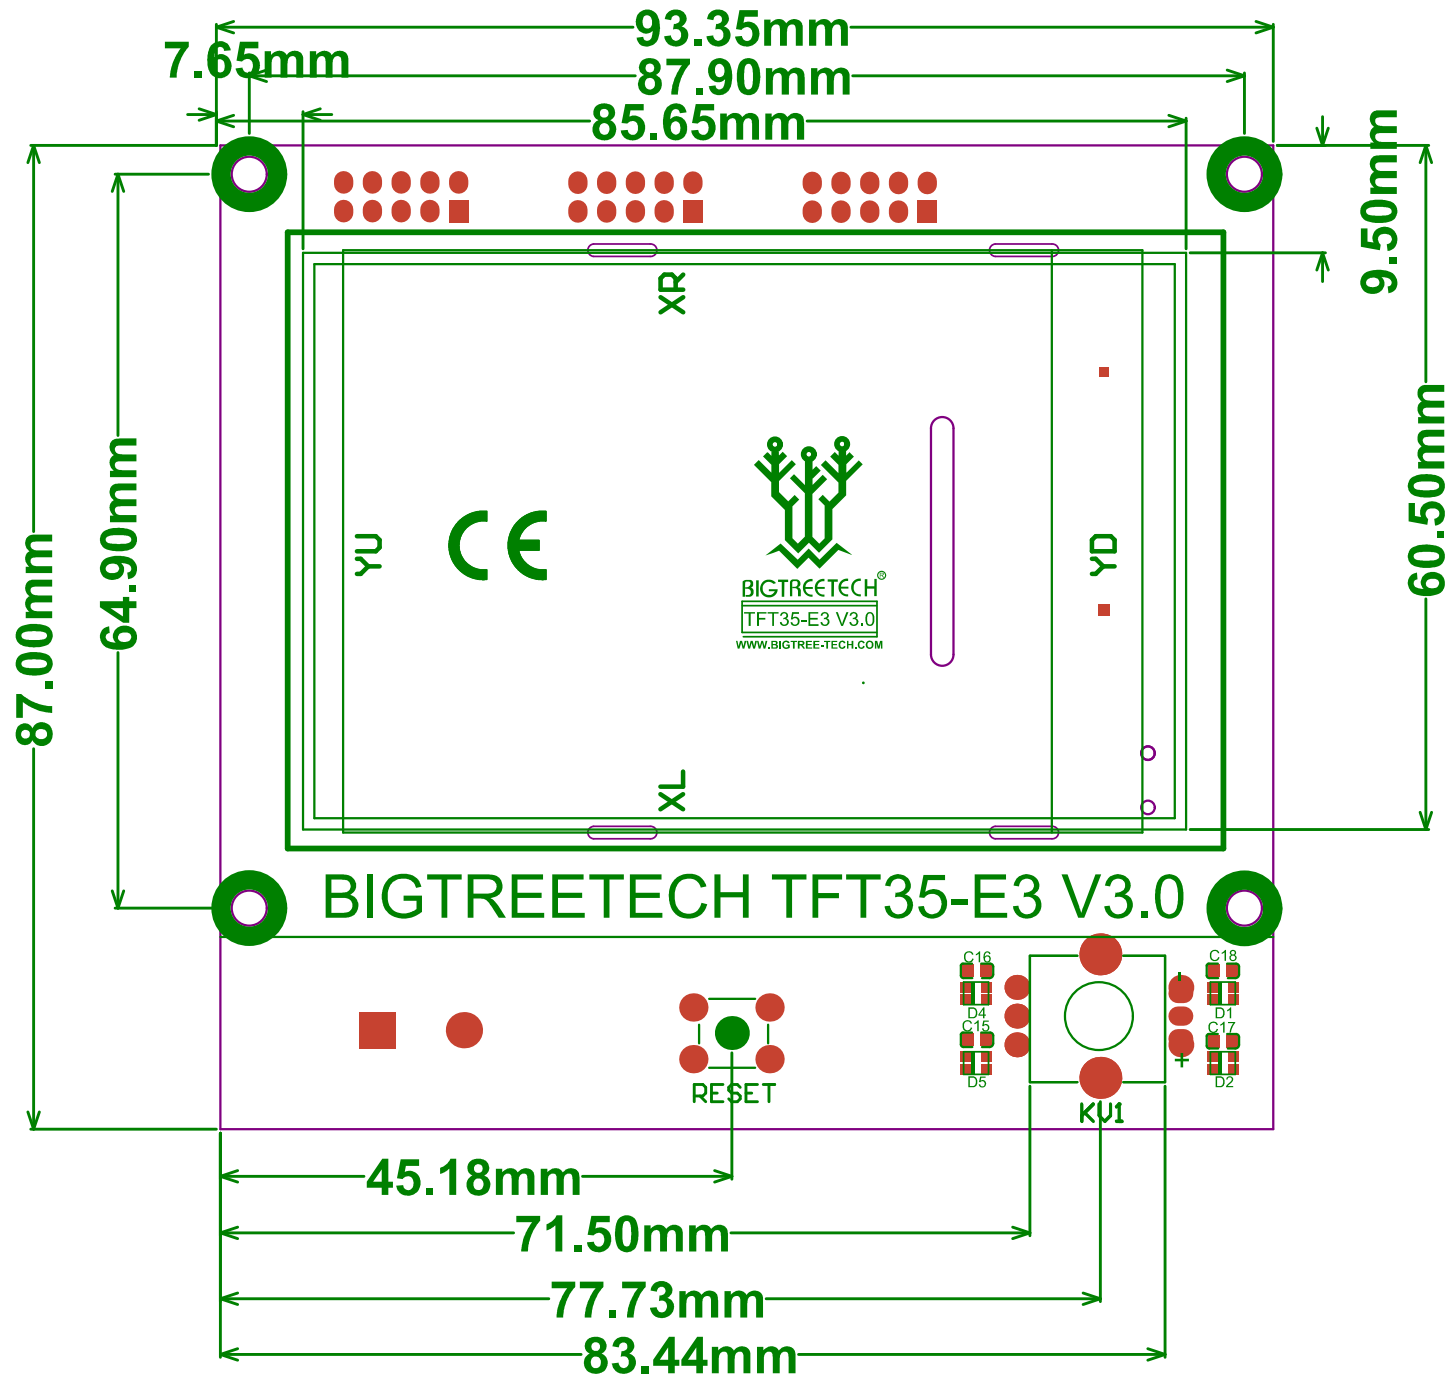 93.35mm
7.65mm
87.90mm
85.65mm
9.50mm
XR
87.00mm
64.90mm
YU
CE
YD
60.50mm
BIGTREETECH®
TFT35-E3 V3.0
WWW.BIGTREE-TECH.COM
XL
BIGTREETECH TFT35-E3 V3.0
C16
C18
-
D4
D1
C15
C17
+
D5
D2
RESET
KV1
45.18mm
71.50mm
77.73mm
83.44mm